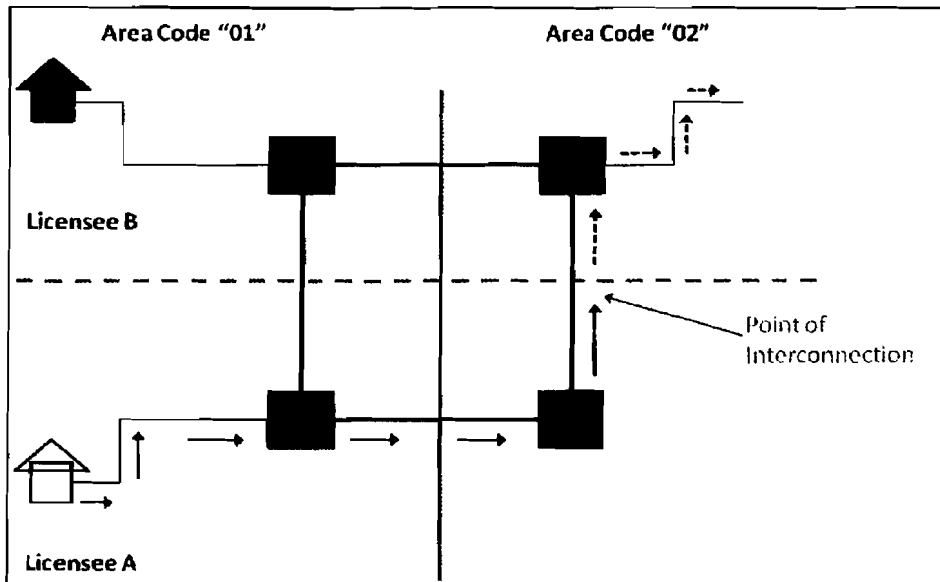 Area Code "01"
Area Code "02"
Licensee B
Point of
Interconnection
Licensee A